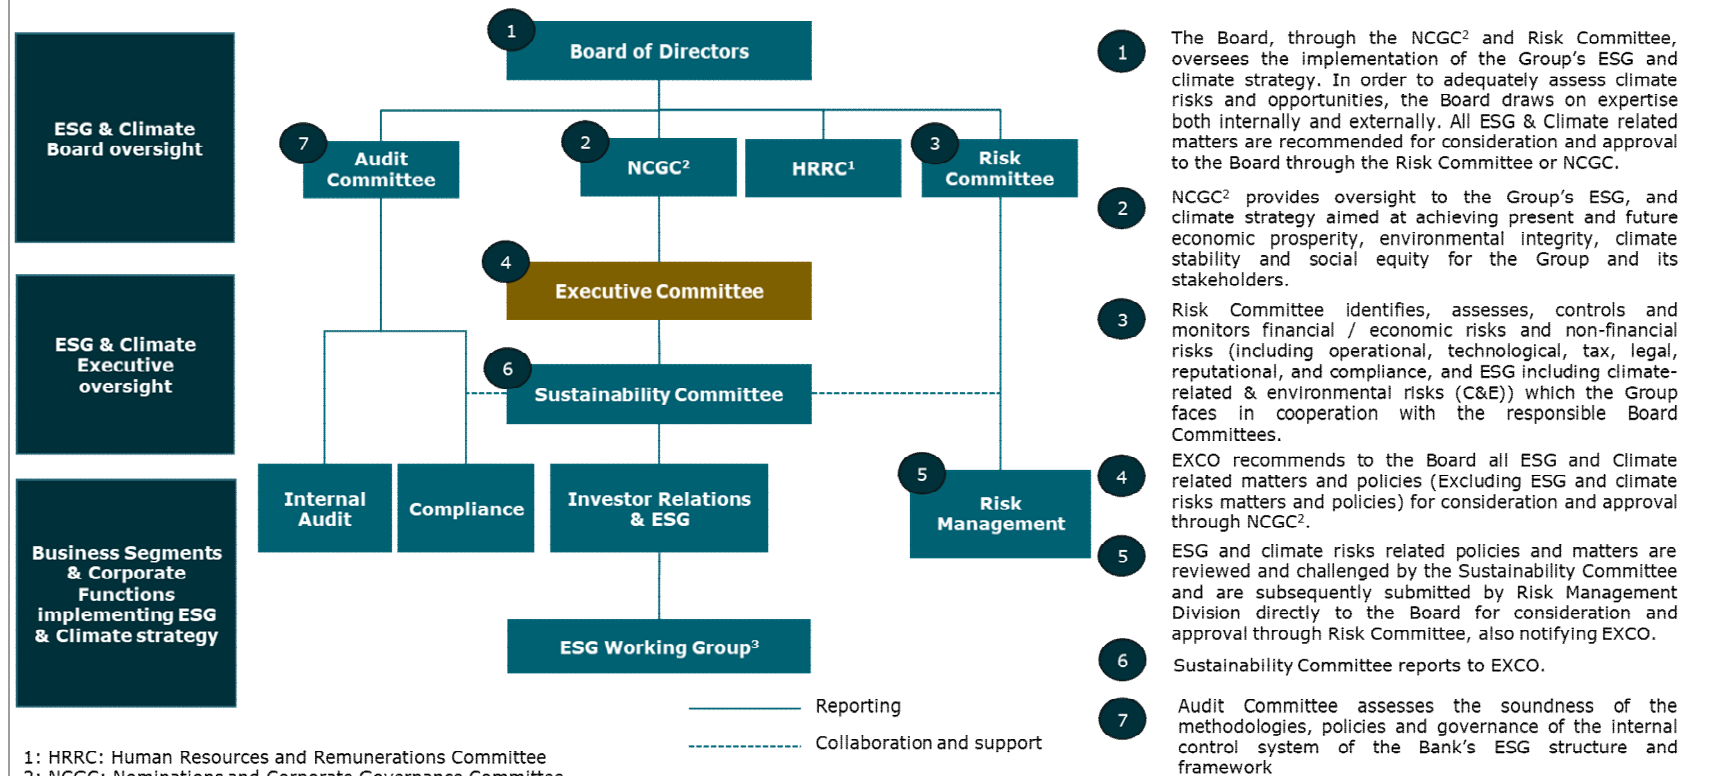 1
Board of Directors
ESG & Climate
Board oversight
7
Audit
Committee
2
NCGC²
HRRC¹
3
Risk
Committee
4
Executive Committee
ESG & Climate
Executive
oversight
6
Sustainability Committee
Business Segments
& Corporate
Functions
implementing ESG
& Climate strategy
Internal
Audit
Compliance
Investor Relations
& ESG
5
Risk
Management
ESG Working Group³
Reporting
Collaboration and support
1
The Board, through the NCGC² and Risk Committee,
oversees the implementation of the Group's ESG and
climate strategy. In order to adequately assess climate
risks and opportunities, the Board draws on expertise
both internally and externally. All ESG & Climate related
matters are recommended for consideration and approval
to the Board through the Risk Committee or NCGC.
2
NCGC² provides oversight to the Group's ESG, and
climate strategy aimed at achieving present and future
economic prosperity, environmental integrity, climate
stability and social equity for the Group and its
stakeholders.
3
Risk Committee identifies, assesses, controls and
monitors financial / economic risks and non-financial
risks (including operational, technological, tax, legal,
reputational, and compliance, and ESG including climate-
related & environmental risks (C&E)) which the Group
faces in cooperation with the responsible Board
Committees.
4
EXCO recommends to the Board all ESG and Climate
related matters and policies (Excluding ESG and climate
risks matters and policies) for consideration and approval
through NCGC².
5
ESG and climate risks related policies and matters are
reviewed and challenged by the Sustainability Committee
and are subsequently submitted by Risk Management
Division directly to the Board for consideration and
approval through Risk Committee, also notifying EXCO.
6
Sustainability Committee reports to EXCO.
7
Audit Committee assesses the soundness of the
methodologies, policies and governance of the internal
control system of the Bank's ESG structure and
framework
1: HRRC: Human Resources and Remunerations Committee
2: NCGC: Nominations and Corporate Governance Committee